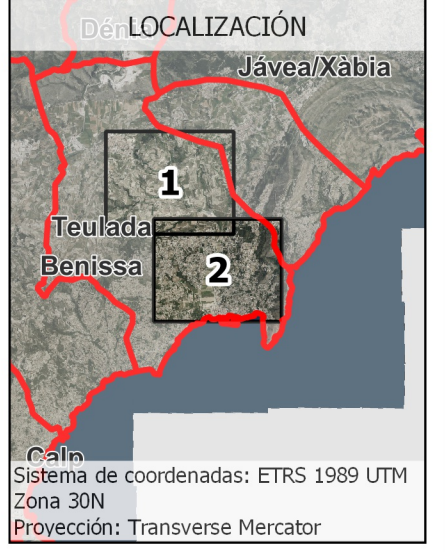 LOCALIZACIÓN
Dénia
Jávea/Xàbia
1
Teulada
Benissa
2
Calp
Sistema de coordenadas: ETRS 1989 UTM
Zona 30N
Proyección: Transverse Mercator